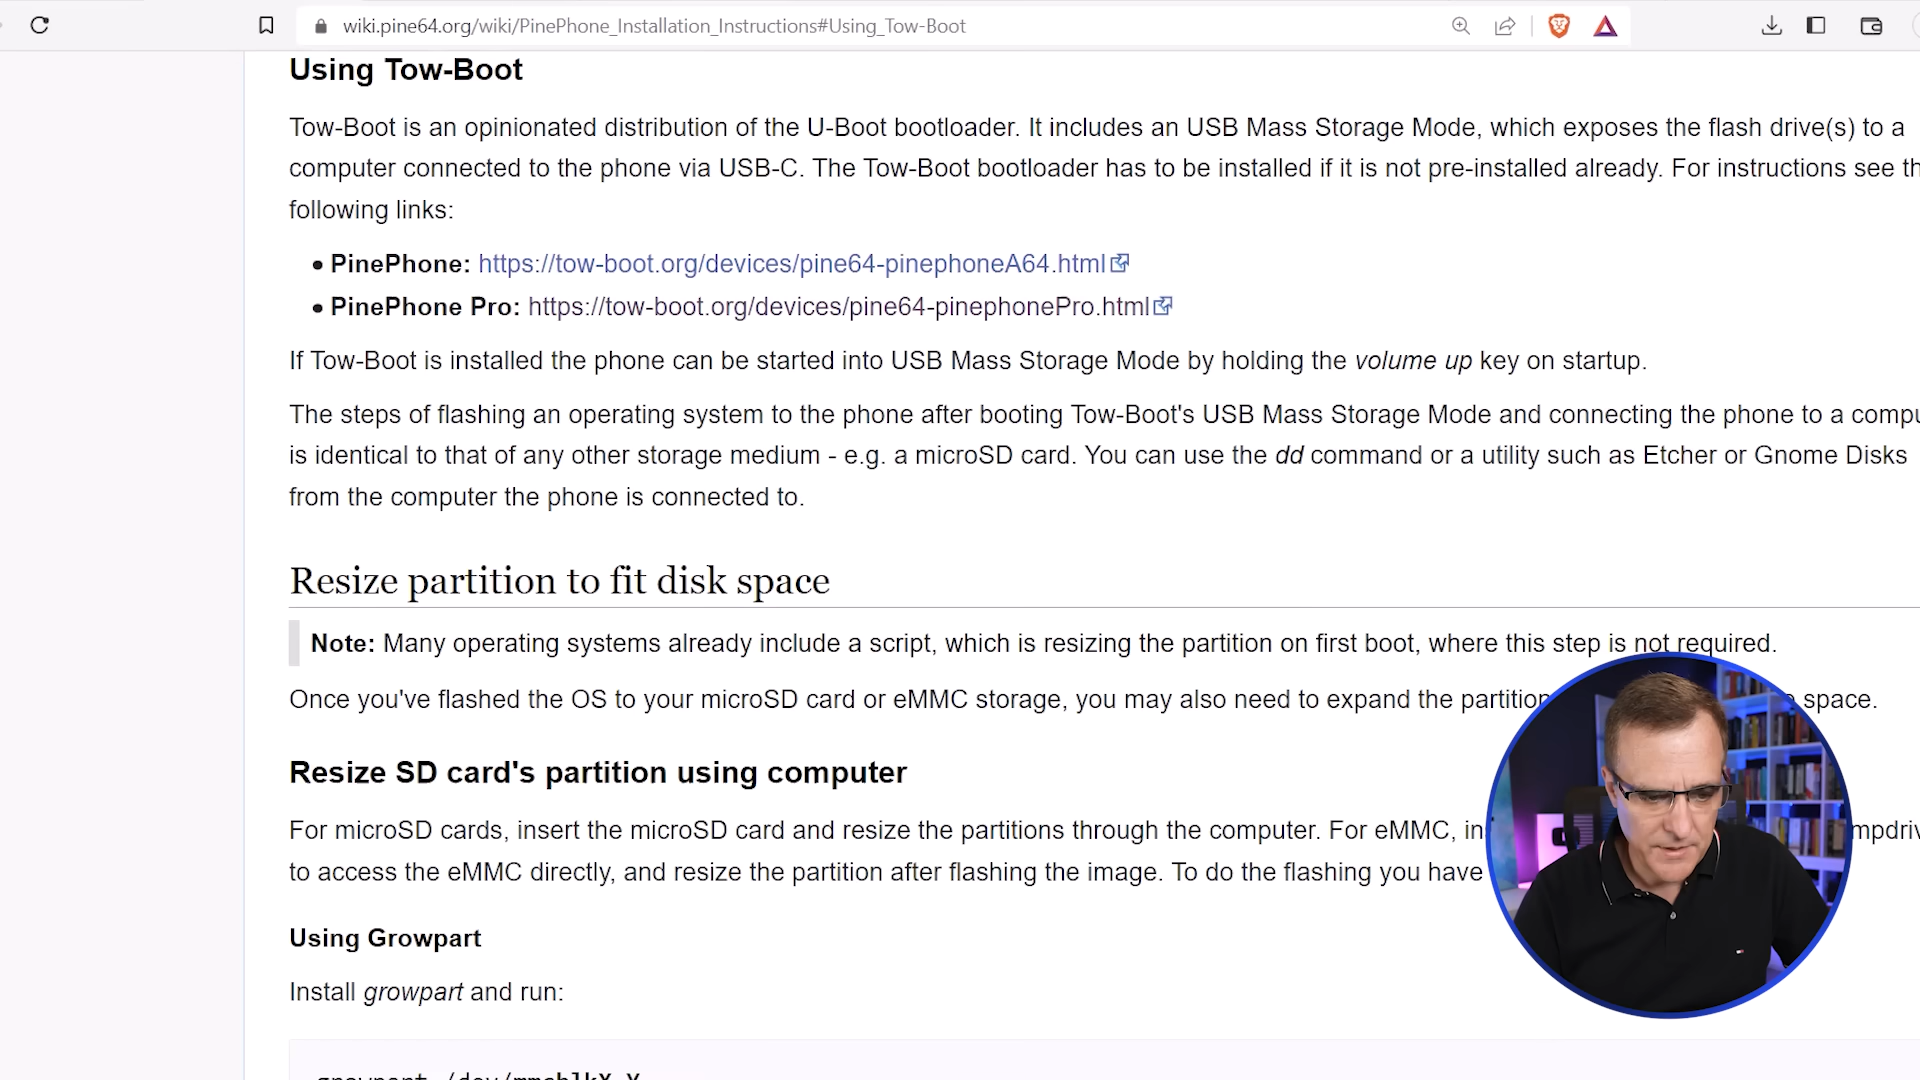 wiki.pine64.org/wiki/PinePhone_Installation_Instructions#Using_Tow-Boot
Using Tow-Boot
Tow-Boot is an opinionated distribution of the U-Boot bootloader. It includes an USB Mass Storage Mode, which exposes the flash drive(s) to a
computer connected to the phone via USB-C. The Tow-Boot bootloader has to be installed if it is not pre-installed already. For instructions see th
following links:
• PinePhone: https://tow-boot.org/devices/pine64-pinephoneA64.html
• PinePhone Pro: https://tow-boot.org/devices/pine64-pinephonePro.html
If Tow-Boot is installed the phone can be started into USB Mass Storage Mode by holding the volume up key on startup.
The steps of flashing an operating system to the phone after booting Tow-Boot's USB Mass Storage Mode and connecting the phone to a compu
is identical to that of any other storage medium - e.g. a microSD card. You can use the dd command or a utility such as Etcher or Gnome Disks
from the computer the phone is connected to.
Resize partition to fit disk space
Note: Many operating systems already include a script, which is resizing the partition on first boot, where this step is not required.
Once you've flashed the OS to your microSD card or eMMC storage, you may also need to expand the partition space.
Resize SD card's partition using computer
For microSD cards, insert the microSD card and resize the partitions through the computer. For eMMC, in mpdriv
to access the eMMC directly, and resize the partition after flashing the image. To do the flashing you have
Using Growpart
Install growpart and run:
growpart /dev/mmcblkX Y